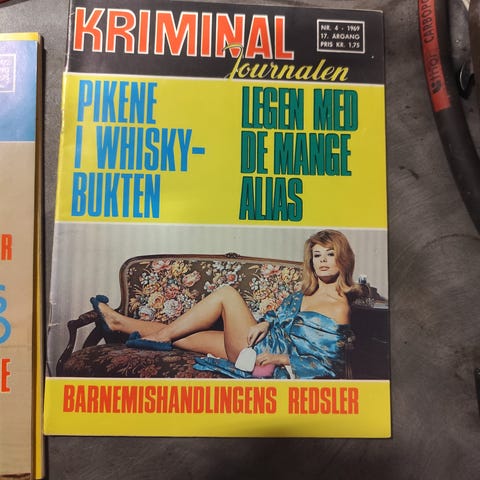 KRIMINAL
Journalen
NR. 4 - 1969
17. ÅRGANG
PRIS KR. 1,75
PIKENE
I WHISKY-
BUKTEN
LEGEN MED
DE MANGE
ALIAS
BARNEMISHANDLINGENS REDSLER
R
S
E
CARBOPO